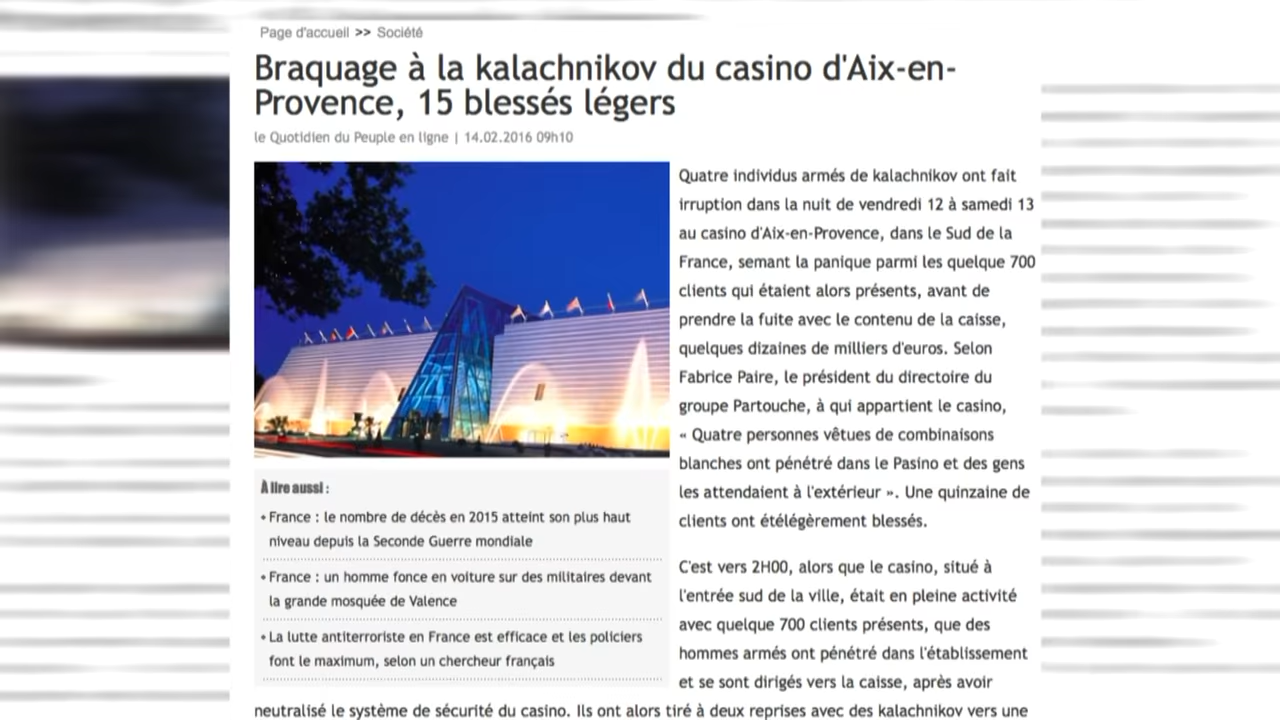 Page d'accueil >> Société
Braquage à la kalachnikov du casino d'Aix-en-
Provence, 15 blessés légers
le Quotidien du Peuple en ligne | 14.02.2016 09h10
Quatre individus armés de kalachnikov ont fait
irruption dans la nuit de vendredi 12 à samedi 13
au casino d'Aix-en-Provence, dans le Sud de la
France, semant la panique parmi les quelque 700
clients qui étaient alors présents, avant de
prendre la fuite avec le contenu de la caisse,
quelques dizaines de milliers d'euros. Selon
Fabrice Paire, le président du directoire du
groupe Partouche, à qui appartient le casino,
« Quatre personnes vêtues de combinaisons
blanches ont pénétré dans le Pasino et des gens
les attendaient à l'extérieur ». Une quinzaine de
clients ont étélégèrement blessés.
À lire aussi :
• France : le nombre de décès en 2015 atteint son plus haut
niveau depuis la Seconde Guerre mondiale
• France : un homme fonce en voiture sur des militaires devant
la grande mosquée de Valence
• La lutte antiterroriste en France est efficace et les policiers
font le maximum, selon un chercheur français
C'est vers 2H00, alors que le casino, situé à
l'entrée sud de la ville, était en pleine activité
avec quelque 700 clients présents, que des
hommes armés ont pénétré dans l'établissement
et se sont dirigés vers la caisse, après avoir
neutralisé le système de sécurité du casino. Ils ont alors tiré à deux reprises avec des kalachnikov vers une